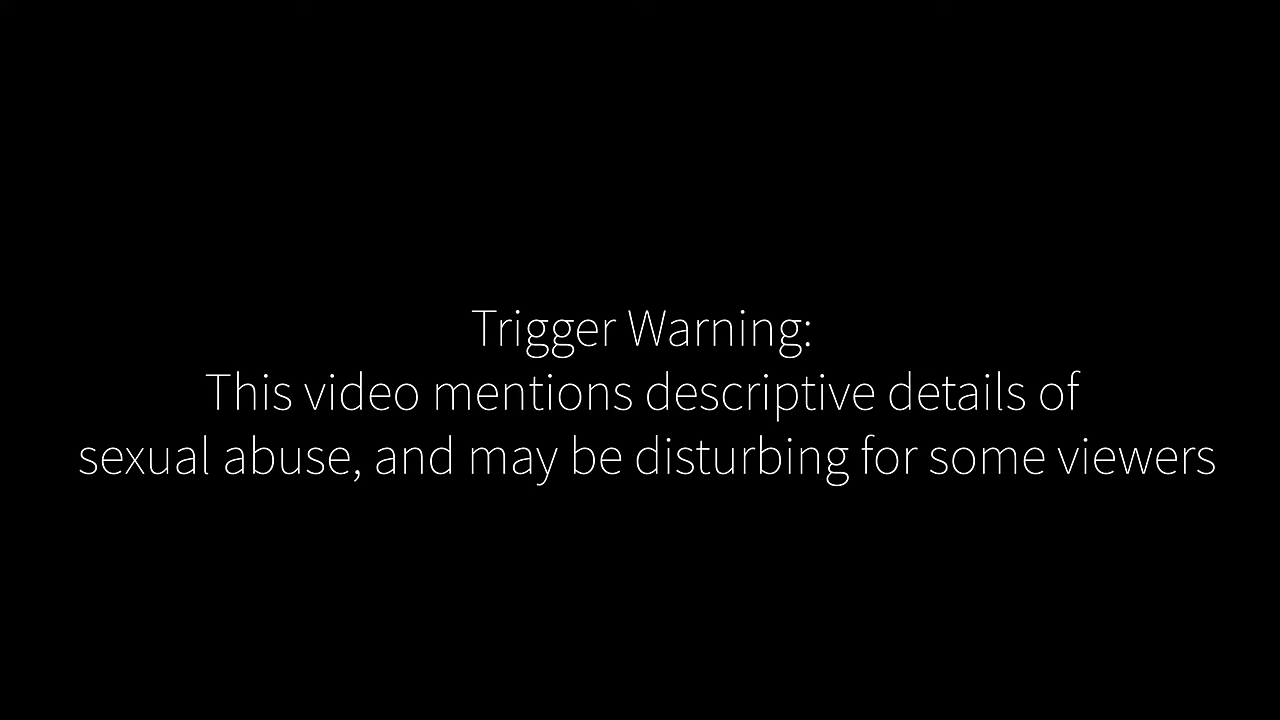 Trigger Warning:
This video mentions descriptive details of
sexual abuse, and may be disturbing for some viewers